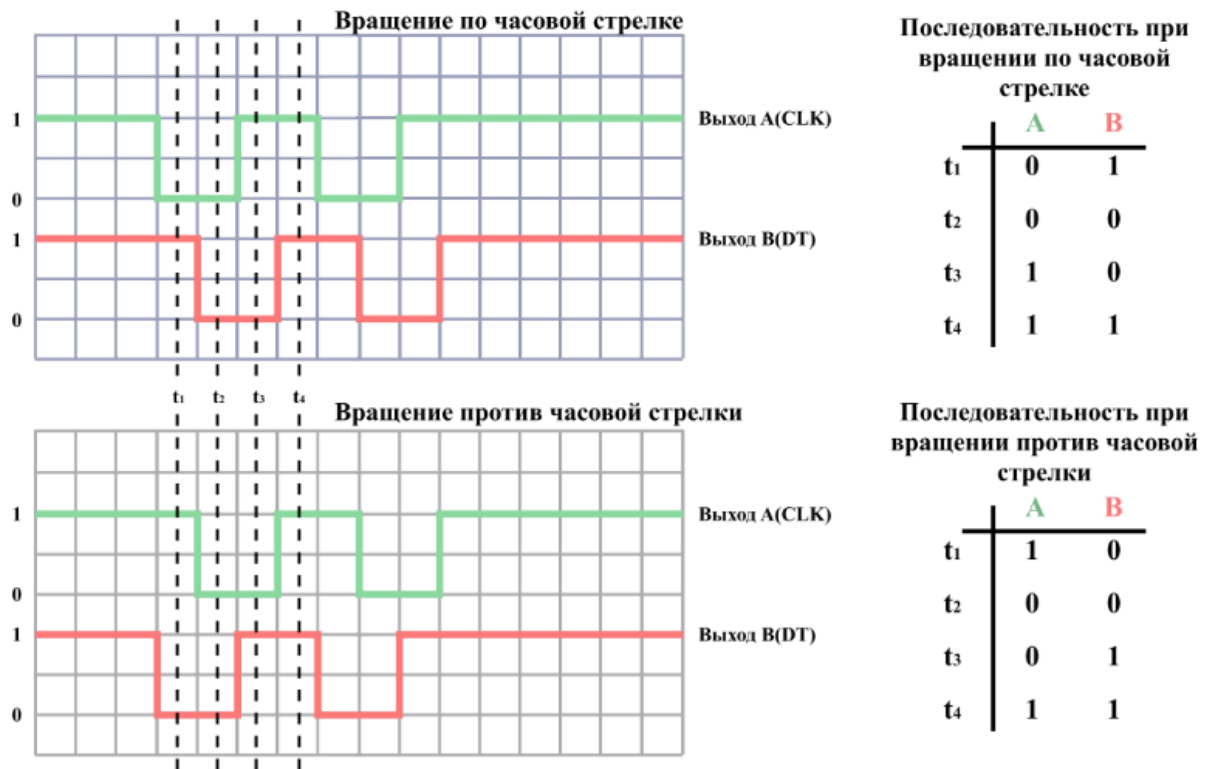 Вращение по часовой стрелке
1
Выход A(CLK)
0
1
Выход B(DT)
0
Последовательность при
вращении по часовой
стрелке
A B
t₁ 0 1
t₂ 0 0
t₃ 1 0
t₄ 1 1
t₁ t₂ t₃ t₄
Вращение против часовой стрелки
1
Выход A(CLK)
0
1
Выход B(DT)
0
Последовательность при
вращении против часовой
стрелки
A B
t₁ 1 0
t₂ 0 0
t₃ 0 1
t₄ 1 1